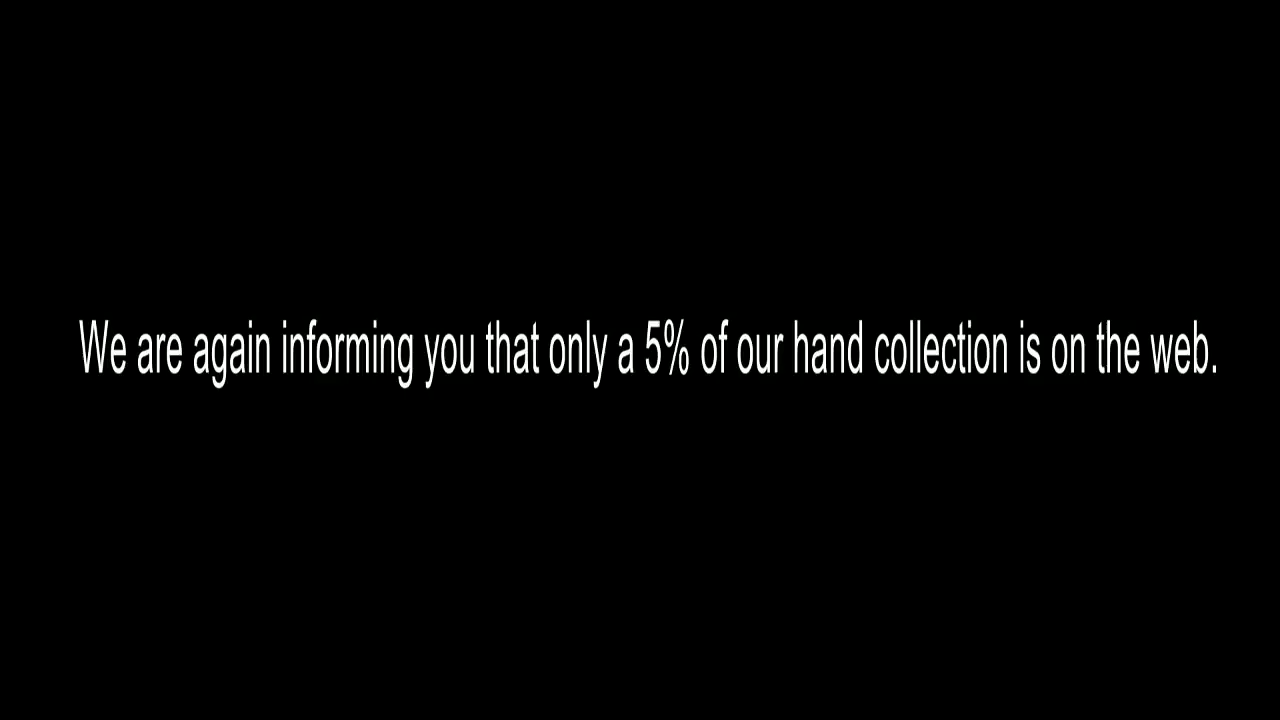 We are again informing you that only a 5% of our hand collection is on the web.